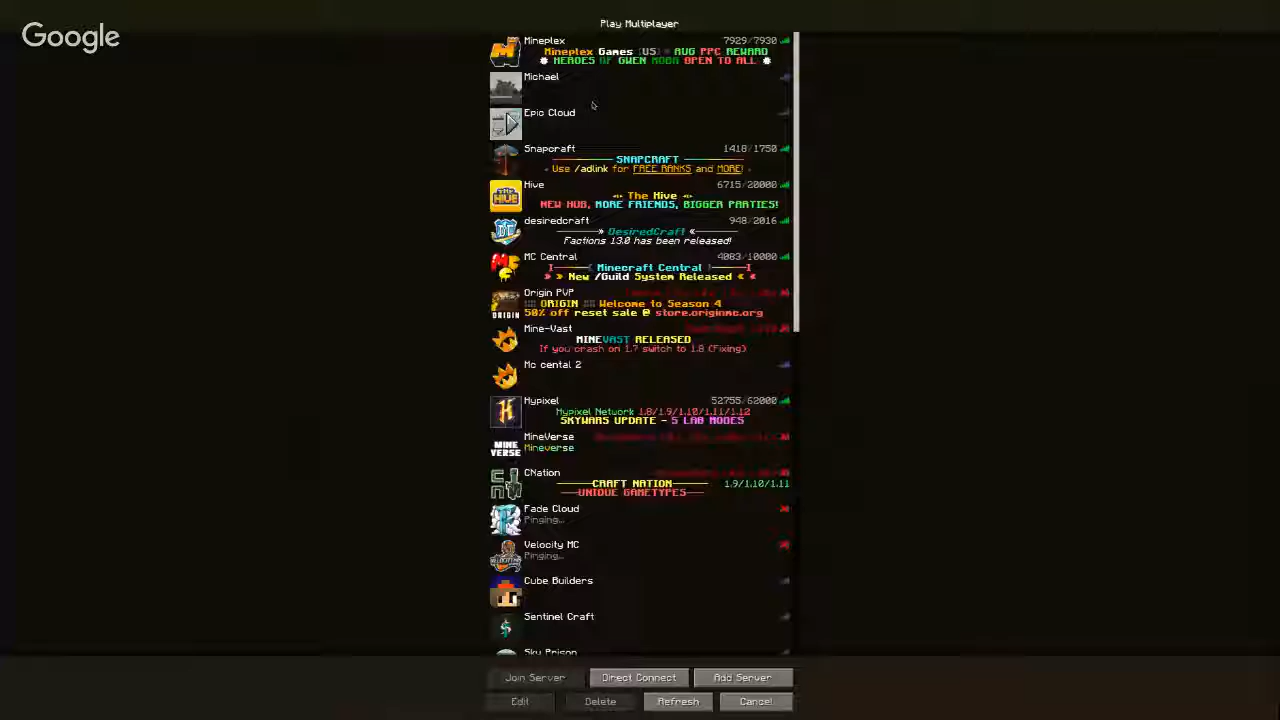 Google
Play Multiplayer
Mineplex 7929/7930
Mineplex Games [US] AUG PPC REWARD
HEROES OF GWEN MOBA OPEN TO ALL
Michael
Epic Cloud
Snapcraft 1418/1750
SNAPCRAFT
Use /adlink for FREE RANKS and MORE!
Hive 6715/20000
The Hive
NEW HUB, MORE FRIENDS, BIGGER PARTIES!
desiredcraft 948/2016
» DesiredCraft «
Factions 13.0 has been released!
MC Central 4083/10000
Minecraft Central
» » New /Guild System Released « «
Origin PVP
ORIGIN Welcome to Season 4
50% off reset sale @ store.originmc.org
ORIGIN
Mine-Vast
MINEVAST RELEASED
If you crash on 1.7 switch to 1.8 (Fixing)
Mc cental 2
Hypixel 52755/62000
Hypixel Network 1.8/1.9/1.10/1.11/1.12
SKYWARS UPDATE - 5 LAB MODES
MineVerse
Mineverse
MINE
VERSE
CNation
CRAFT NATION 1.9/1.10/1.11
UNIQUE GAMETYPES
Fade Cloud
Pinging...
Velocity MC
Pinging...
Cube Builders
Sentinel Craft
Sky Prison
Join Server Direct Connect Add Server
Edit Delete Refresh Cancel